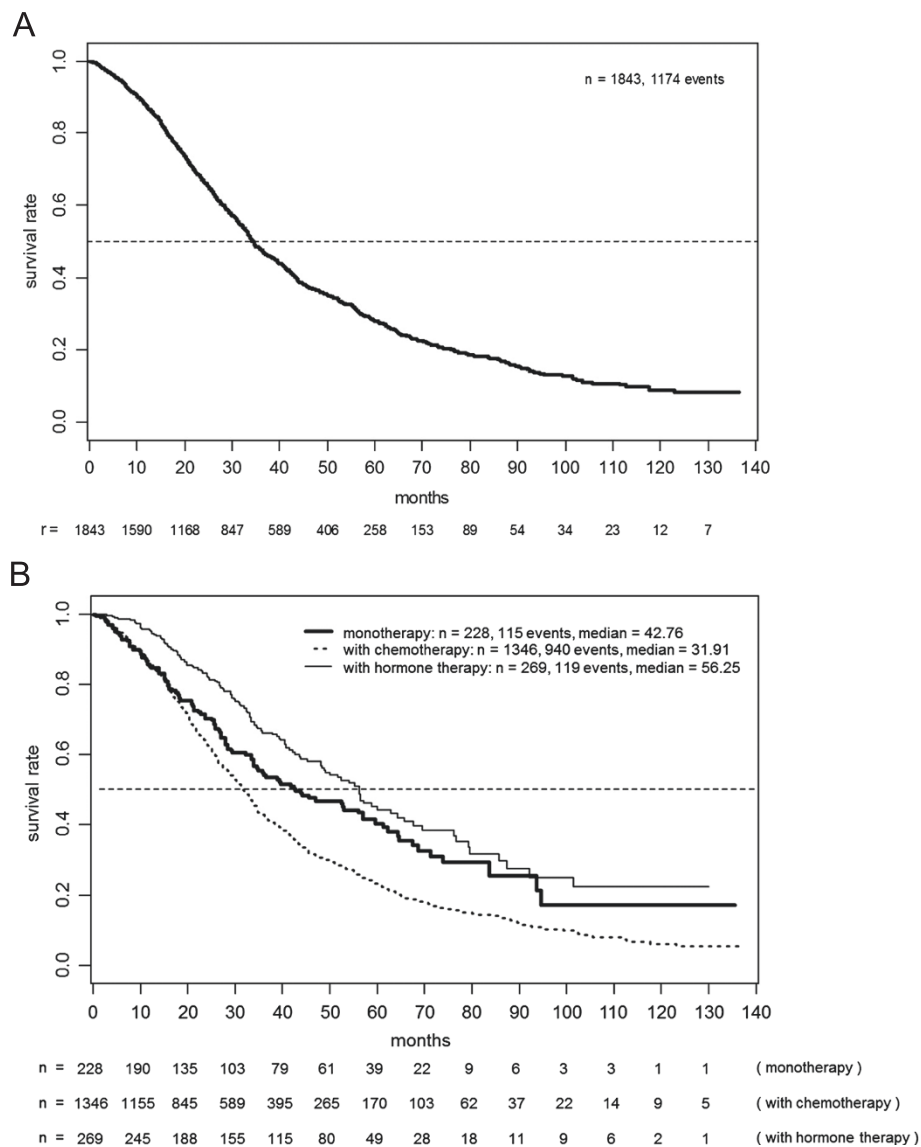 A
n = 1843, 1174 events
1.0
0.8
0.6
0.4
0.2
0.0
survival rate
0 10 20 30 40 50 60 70 80 90 100 110 120 130 140
months
r = 1843 1590 1168 847 589 406 258 153 89 54 34 23 12 7
B
monotherapy: n = 228, 115 events, median = 42.76
with chemotherapy: n = 1346, 940 events, median = 31.91
with hormone therapy: n = 269, 119 events, median = 56.25
1.0
0.8
0.6
0.4
0.2
0.0
survival rate
0 10 20 30 40 50 60 70 80 90 100 110 120 130 140
months
n = 228 190 135 103 79 61 39 22 9 6 3 3 1 1 ( monotherapy )
n = 1346 1155 845 589 395 265 170 103 62 37 22 14 9 5 ( with chemotherapy )
n = 269 245 188 155 115 80 49 28 18 11 9 6 2 1 ( with hormone therapy )